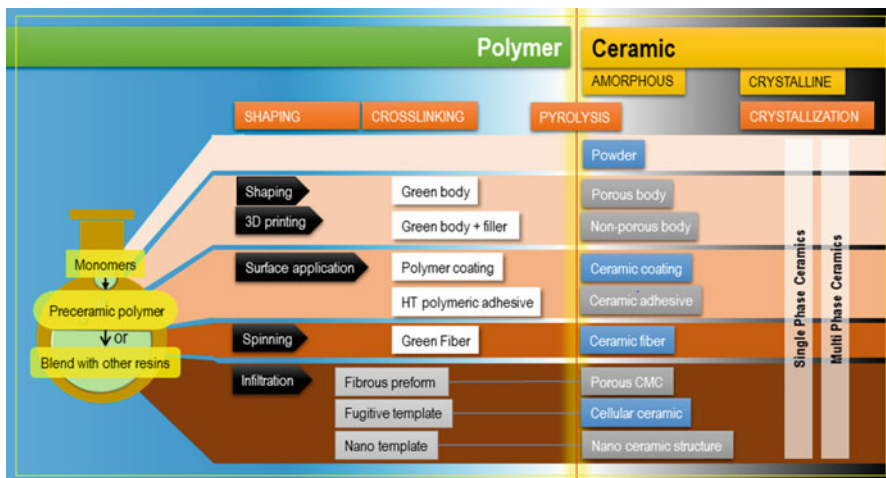 Polymer
Ceramic
AMORPHOUS
CRYSTALLINE
SHAPING
CROSSLINKING
PYROLYSIS
CRYSTALLIZATION
Powder
Shaping
Green body
Porous body
3D printing
Green body + filler
Non-porous body
Monomers
Surface application
Polymer coating
Ceramic coating
HT polymeric adhesive
Ceramic adhesive
Preceramic polymer
or
Blend with other resins
Spinning
Green Fiber
Ceramic fiber
Infiltration
Fibrous preform
Porous CMC
Fugitive template
Cellular ceramic
Nano template
Nano ceramic structure
Single Phase Ceramics
Multi Phase Ceramics